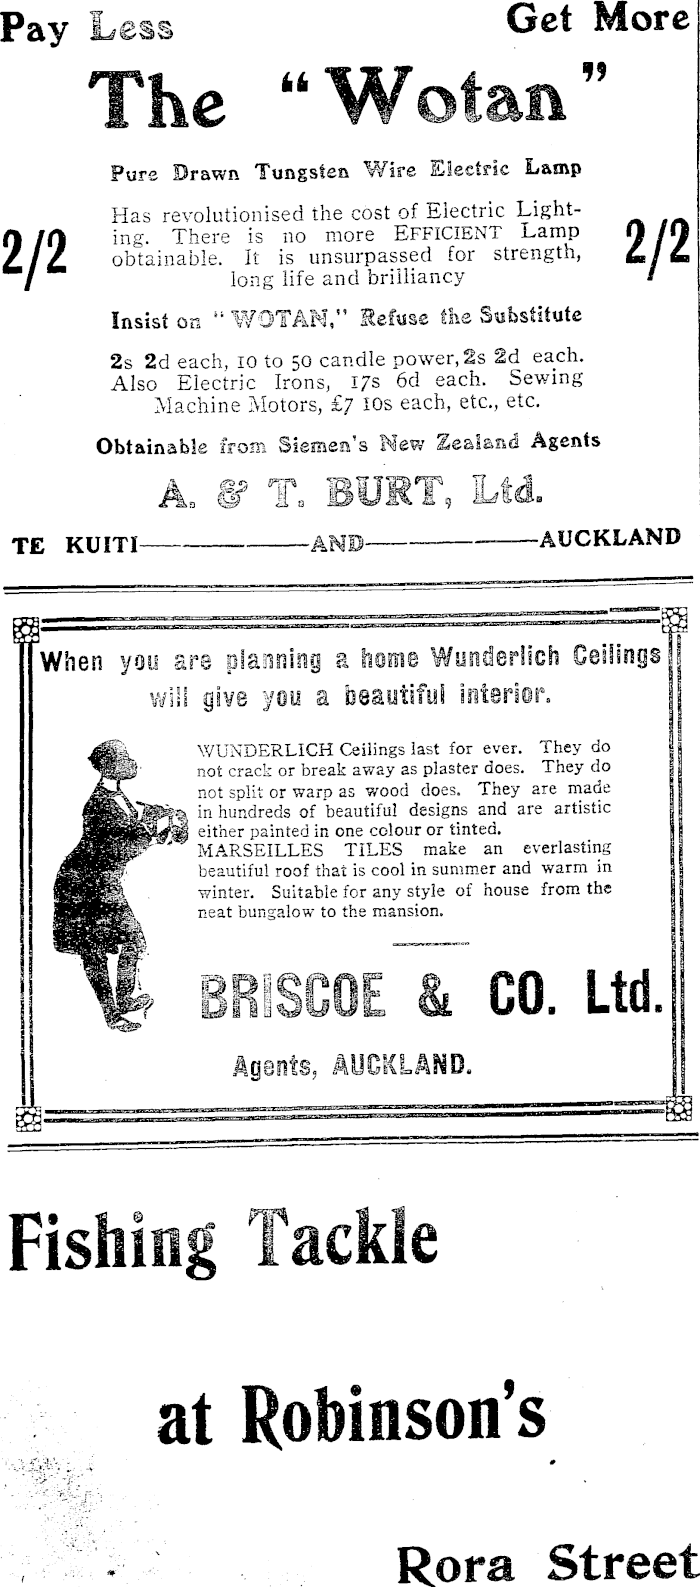 Pay Less Get More
The "Wotan"
Pure Drawn Tungsten Wire Electric Lamp
2/2
Has revolutionised the cost of Electric Light-
ing. There is no more EFFICIENT Lamp
obtainable. It is unsurpassed for strength,
long life and brilliancy
2/2
Insist on "WOTAN," Refuse the Substitute
2s 2d each, 10 to 50 candle power, 2s 2d each.
Also Electric Irons, 17s 6d each. Sewing
Machine Motors, £7 10s each, etc., etc.
Obtainable from Siemen's New Zealand Agents
A. & T. BURT, Ltd.
TE KUITI————AND————AUCKLAND
When you are planning a home Wunderlich Ceilings
will give you a beautiful interior.
WUNDERLICH Ceilings last for ever. They do
not crack or break away as plaster does. They do
not split or warp as wood does. They are made
in hundreds of beautiful designs and are artistic
either painted in one colour or tinted.
MARSEILLES TILES make an everlasting
beautiful roof that is cool in summer and warm in
winter. Suitable for any style of house from the
neat bungalow to the mansion.
BRISCOE & CO. Ltd.
Agents, AUCKLAND.
Fishing Tackle
at Robinson's
Rora Street